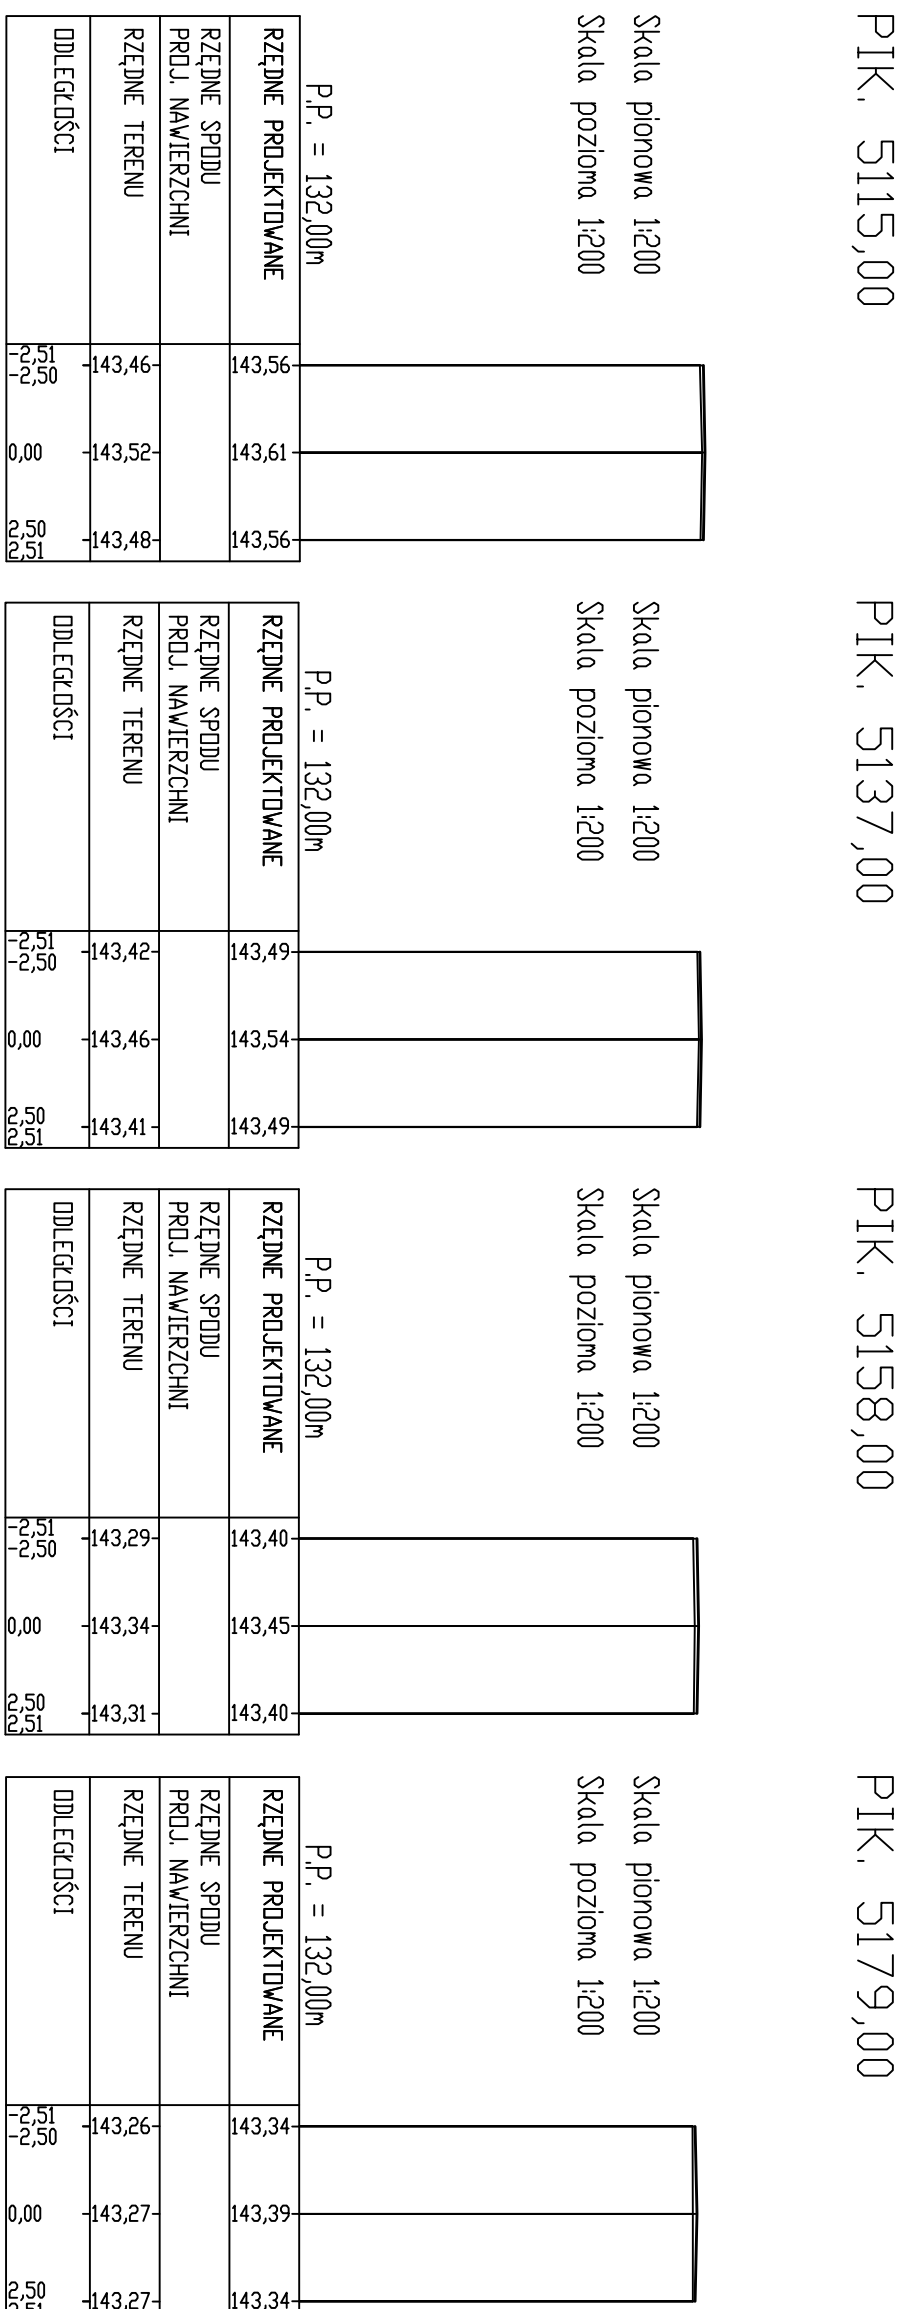 PIK. 5115,00
Skala pionowa 1:200
Skala pozioma 1:200
P.P. = 132,00m
RZĘDNE PROJEKTOWANE 143,56 143,61 143,56
RZĘDNE SPODU
PROJ. NAWIERZCHNI
RZĘDNE TERENU 143,46 143,52 143,48
ODLEGŁOŚCI -2,51 -2,50 0,00 2,50 2,51
PIK. 5137,00
Skala pionowa 1:200
Skala pozioma 1:200
P.P. = 132,00m
RZĘDNE PROJEKTOWANE 143,49 143,54 143,49
RZĘDNE SPODU
PROJ. NAWIERZCHNI
RZĘDNE TERENU 143,42 143,46 143,41
ODLEGŁOŚCI -2,51 -2,50 0,00 2,50 2,51
PIK. 5158,00
Skala pionowa 1:200
Skala pozioma 1:200
P.P. = 132,00m
RZĘDNE PROJEKTOWANE 143,40 143,45 143,40
RZĘDNE SPODU
PROJ. NAWIERZCHNI
RZĘDNE TERENU 143,29 143,34 143,31
ODLEGŁOŚCI -2,51 -2,50 0,00 2,50 2,51
PIK. 5179,00
Skala pionowa 1:200
Skala pozioma 1:200
P.P. = 132,00m
RZĘDNE PROJEKTOWANE 143,34 143,39 143,34
RZĘDNE SPODU
PROJ. NAWIERZCHNI
RZĘDNE TERENU 143,26 143,27 143,27
ODLEGŁOŚCI -2,51 -2,50 0,00 2,50